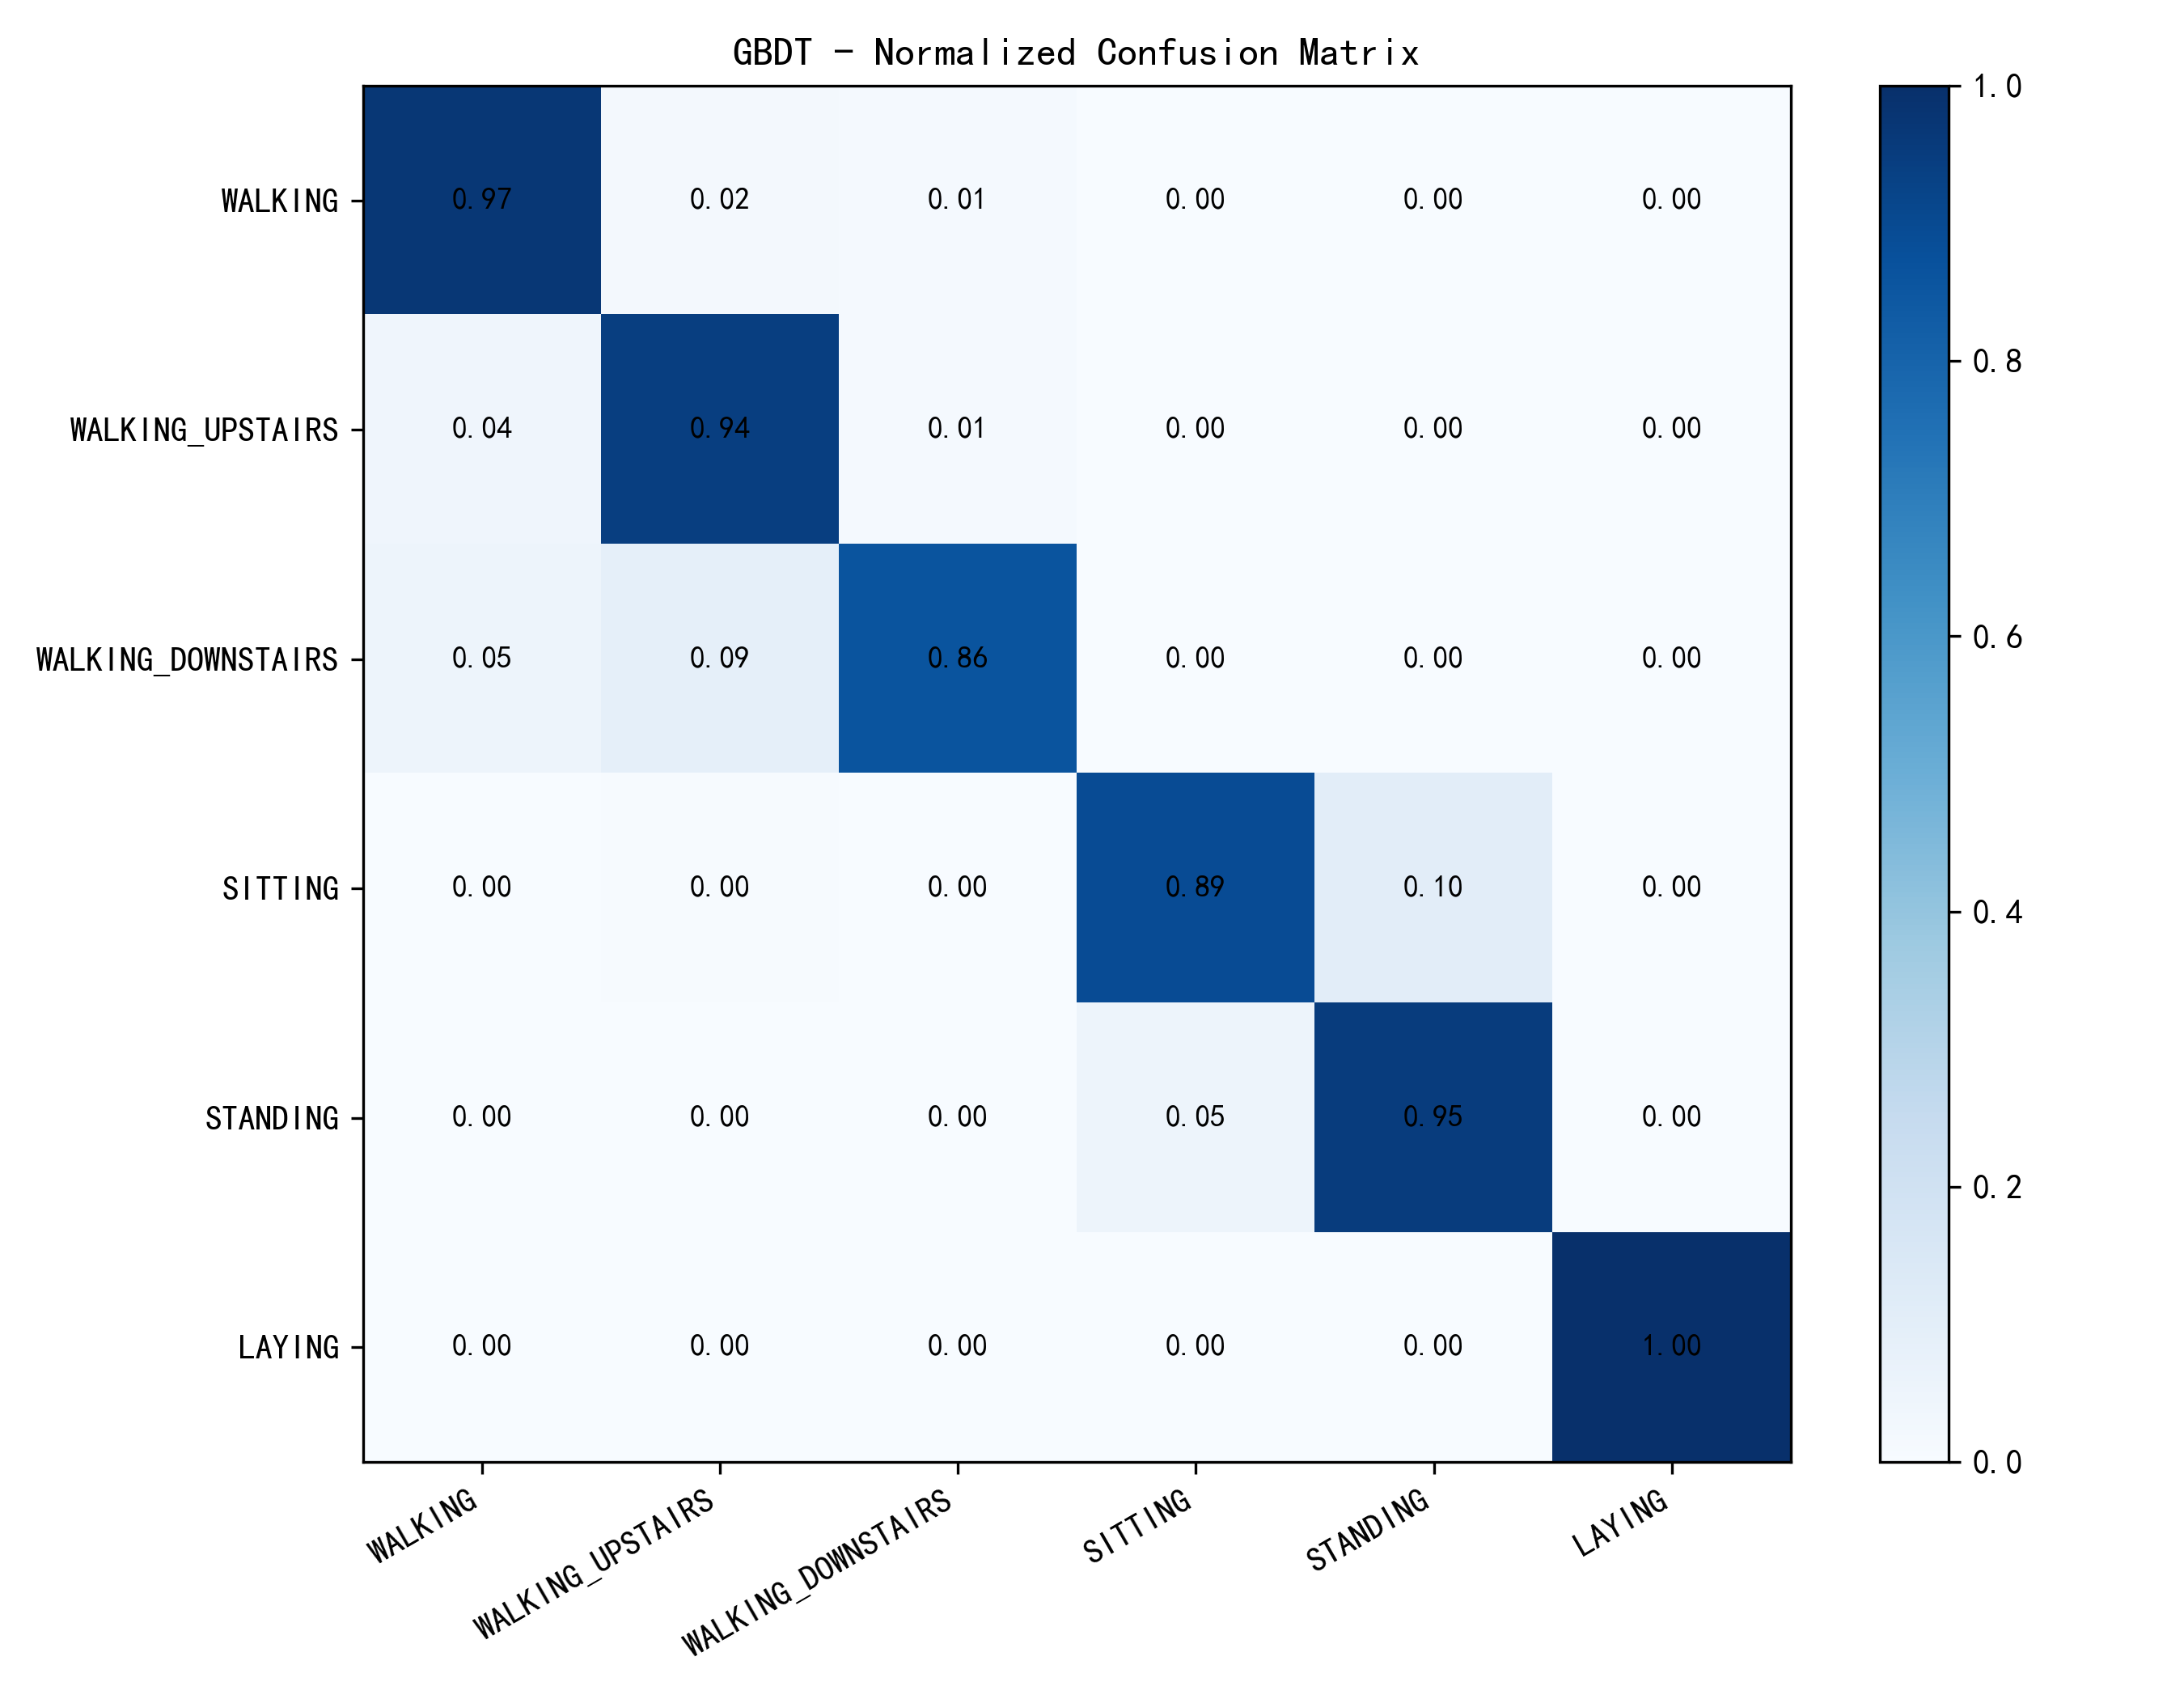 GBDT - Normalized Confusion Matrix
WALKING 0.97 0.02 0.01 0.00 0.00 0.00
WALKING_UPSTAIRS 0.04 0.94 0.01 0.00 0.00 0.00
WALKING_DOWNSTAIRS 0.05 0.09 0.86 0.00 0.00 0.00
SITTING 0.00 0.00 0.00 0.89 0.10 0.00
STANDING 0.00 0.00 0.00 0.05 0.95 0.00
LAYING 0.00 0.00 0.00 0.00 0.00 1.00
WALKING WALKING_UPSTAIRS WALKING_DOWNSTAIRS SITTING STANDING LAYING
1.0
0.8
0.6
0.4
0.2
0.0